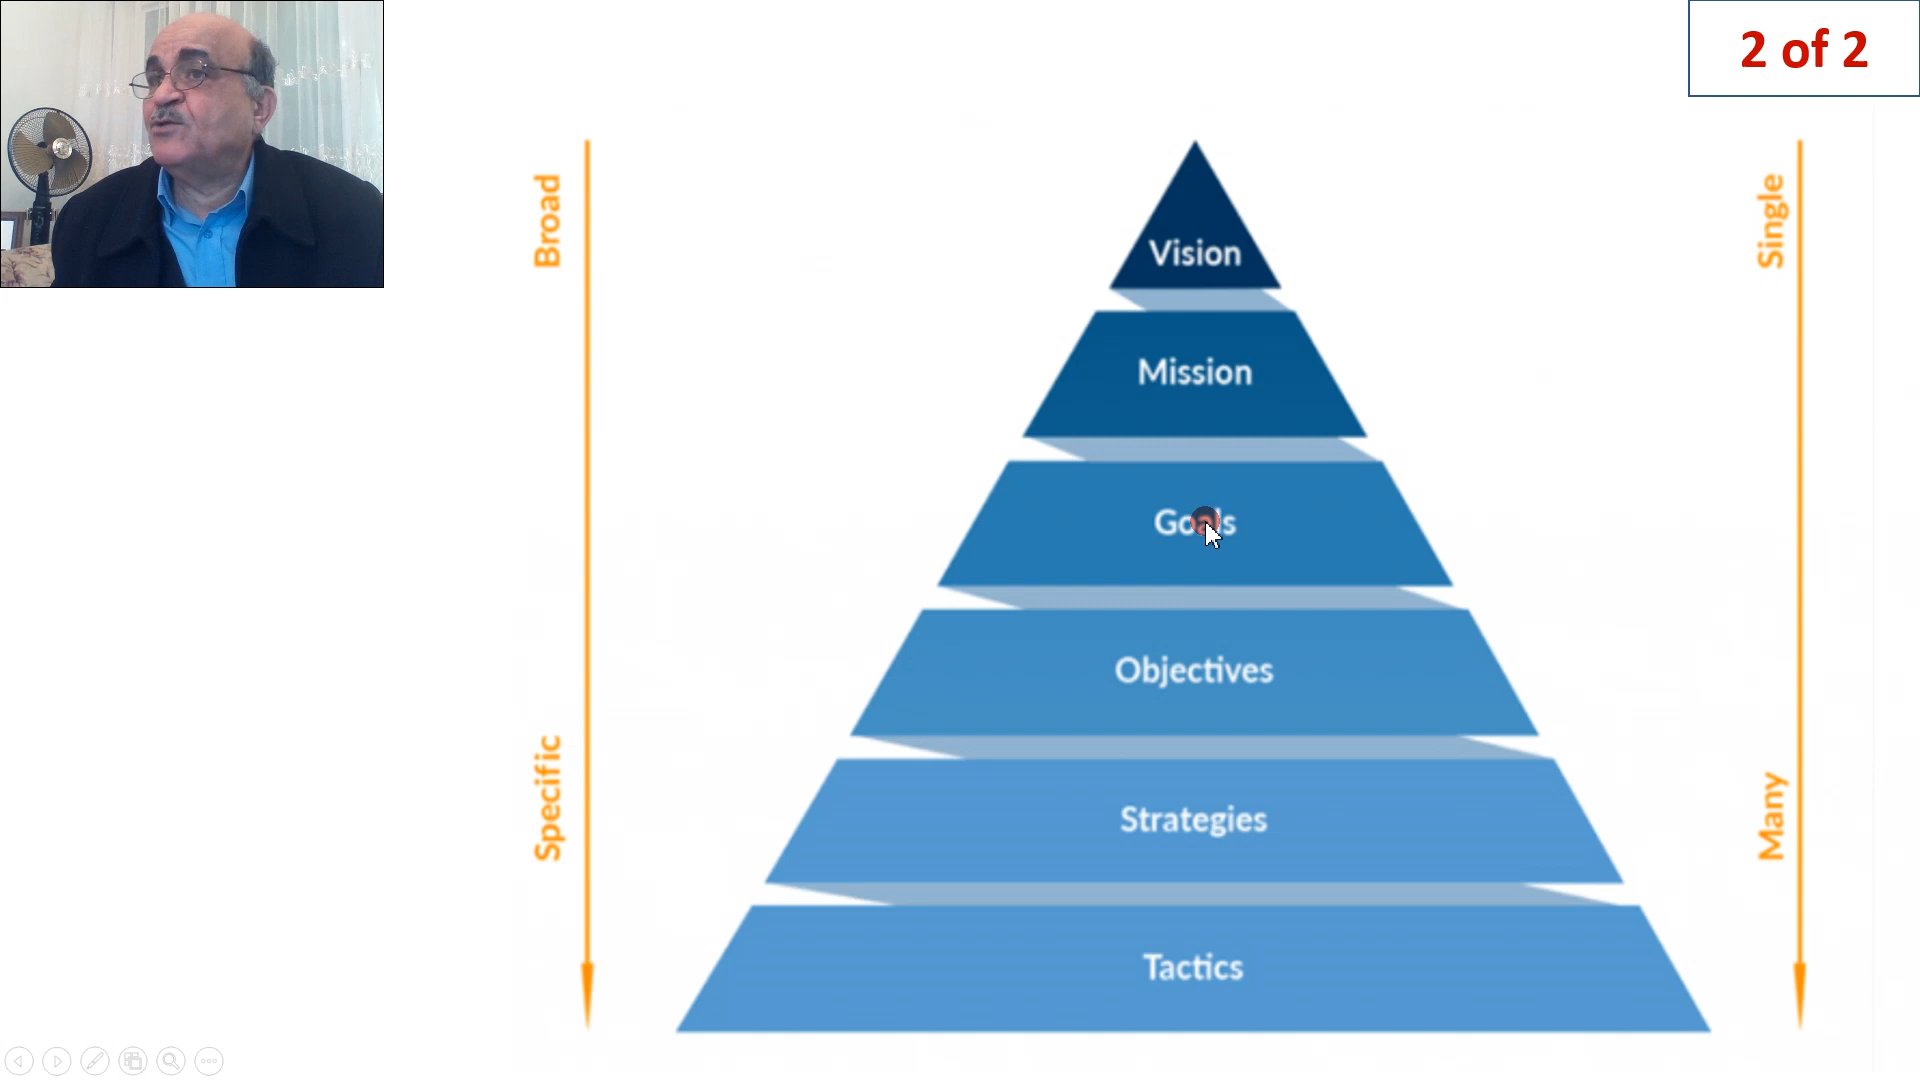 2 of 2
Broad
Single
Vision
Mission
Goals
Objectives
Specific
Many
Strategies
Tactics